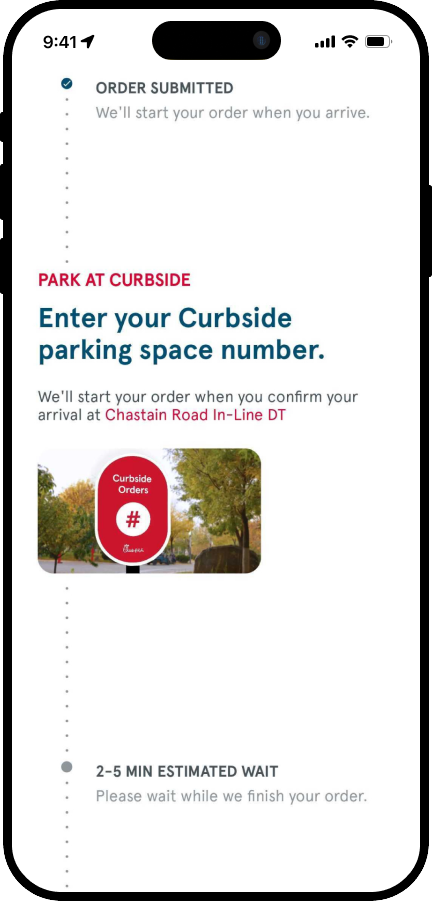 9:41
ORDER SUBMITTED
We'll start your order when you arrive.
PARK AT CURBSIDE
Enter your Curbside
parking space number.
We'll start your order when you confirm your
arrival at Chastain Road In-Line DT
Curbside
Orders
#
2-5 MIN ESTIMATED WAIT
Please wait while we finish your order.